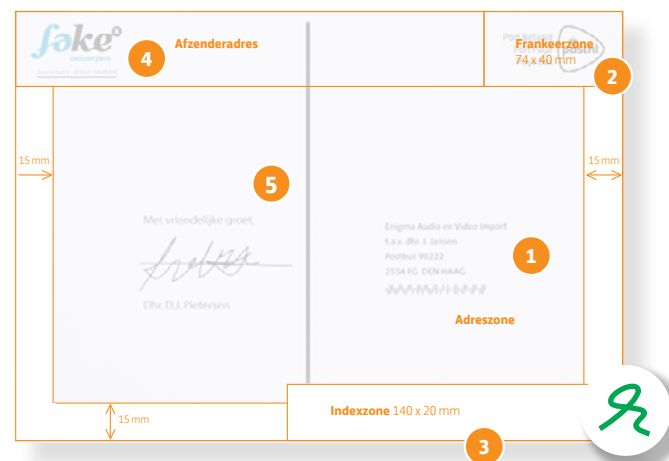 fake®
ontwerpers
4
Afzenderadres
Port Betaald
Frankeerzone
74 x 40 mm
postnl
2
15 mm
15 mm
5
Met vriendelijke groet,
Dhr. D.J. Pietersen
Enigma Audio en Video Import
t.a.v. dhr. J. Jansen
Postbus 90222
2554 FG DEN HAAG
1
Adreszone
15 mm
Indexzone 140 x 20 mm
3